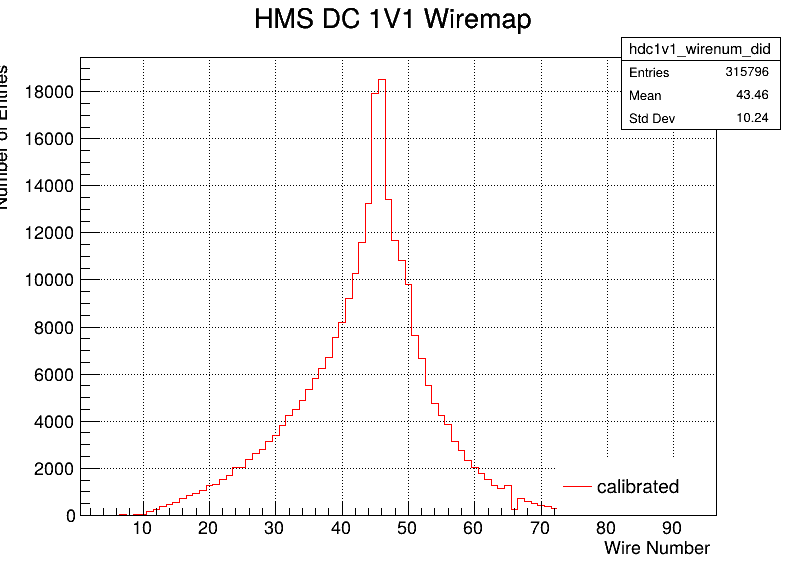 HMS DC 1V1 Wiremap
hdc1v1_wirenum_did
Entries 315796
Mean 43.46
Std Dev 10.24
Number of Entries
18000
16000
14000
12000
10000
8000
6000
4000
2000
0
calibrated
10 20 30 40 50 60 70 80 90
Wire Number